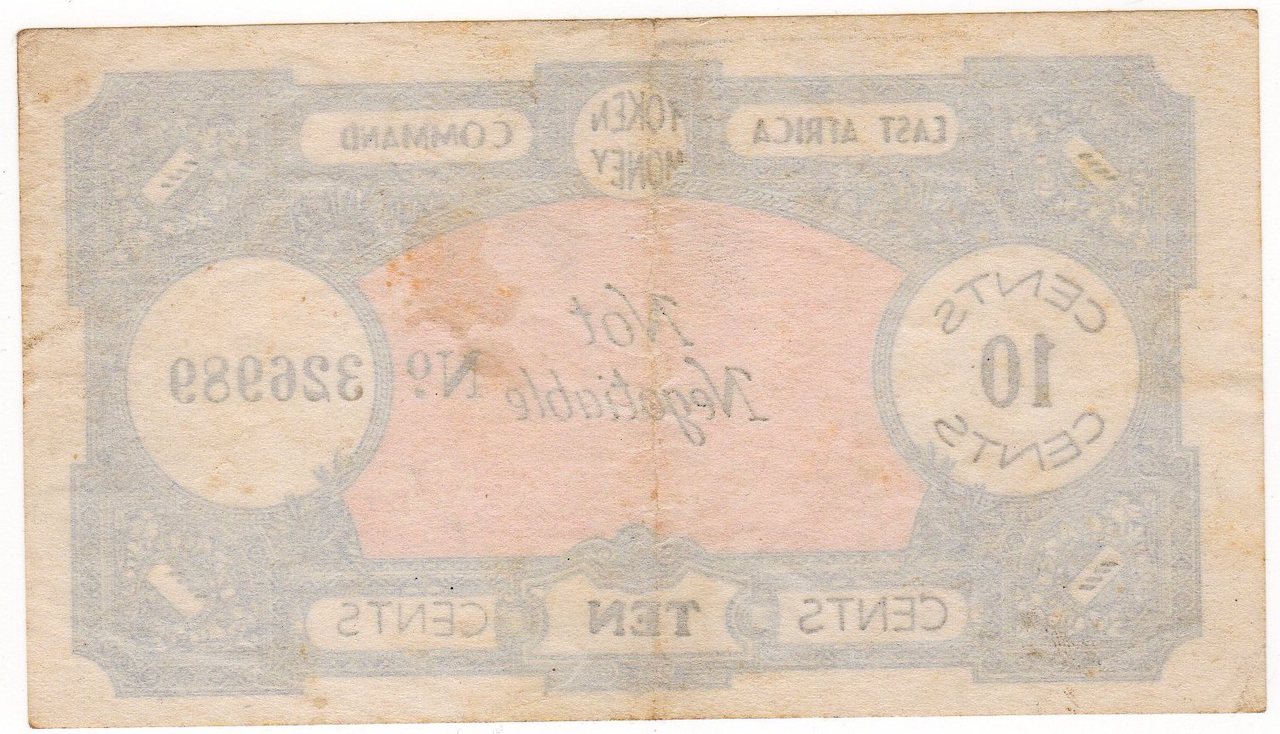 EAST AFRICA
TOKEN
MONEY
COMMAND
CENTS
10
CENTS
Not
Negotiable
Nº 326989
CENTS
TEN
CENTS